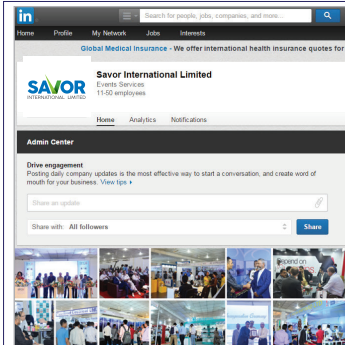 in
Search for people, jobs, companies, and more...
Home Profile My Network Jobs Interests
Global Medical Insurance - We offer international health insurance quotes for
SAVOR
INTERNATIONAL LIMITED
Savor International Limited
Events Services
11-50 employees
Home Analytics Notifications
Admin Center
Drive engagement
Posting daily company updates is the most effective way to start a conversation, and create word of
mouth for your business. View tips
Share an update
Share with: All followers
Share
depend on